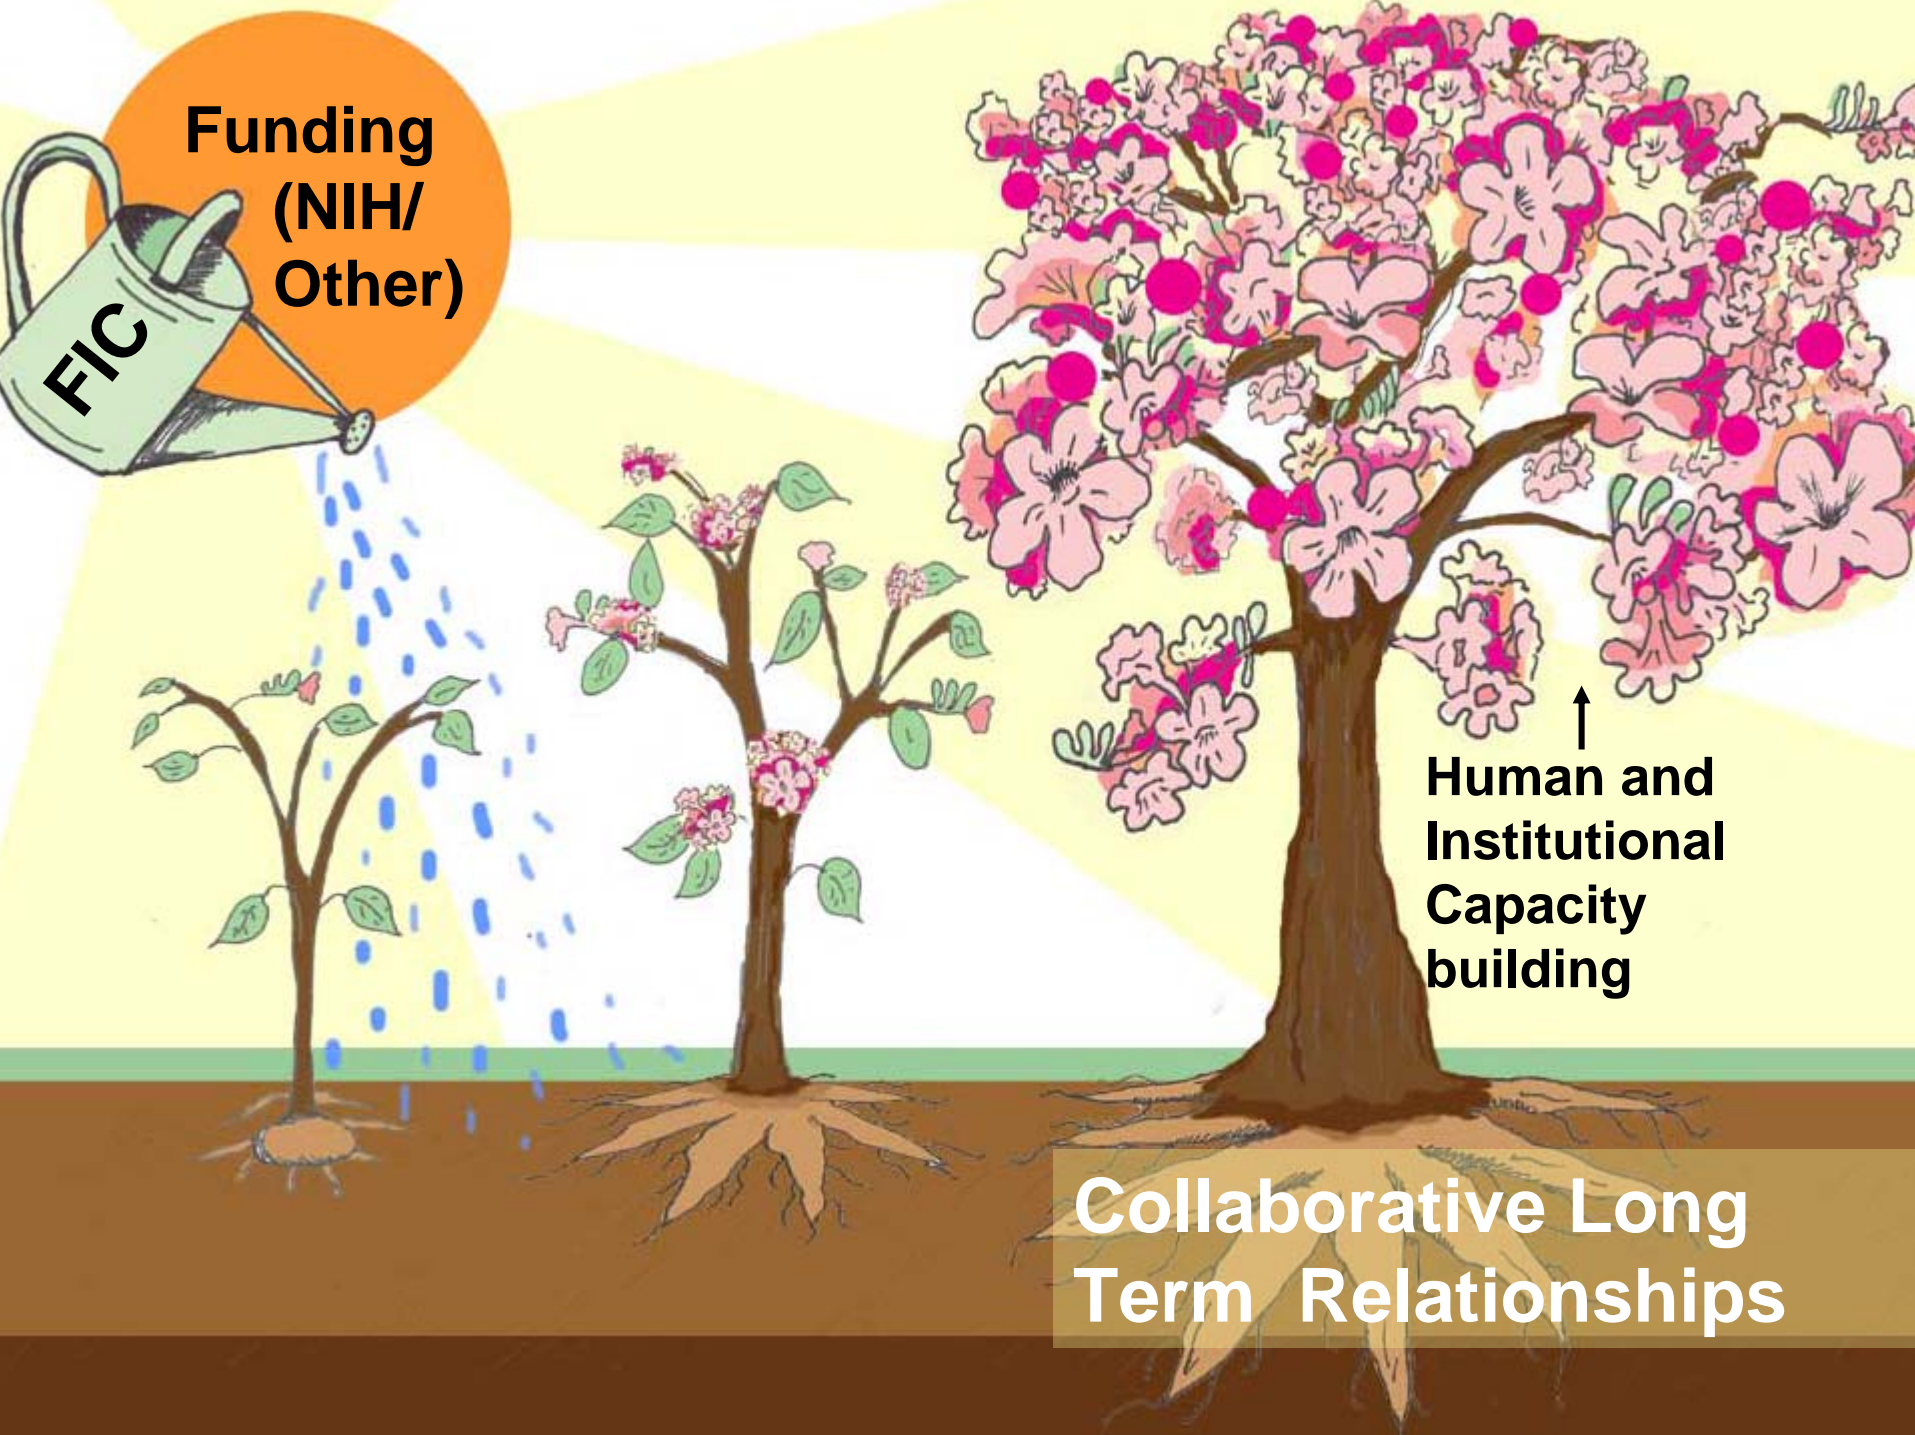 Funding
(NIH/
Other)
FIC
Human and
Institutional
Capacity
building
Collaborative Long
Term  Relationships